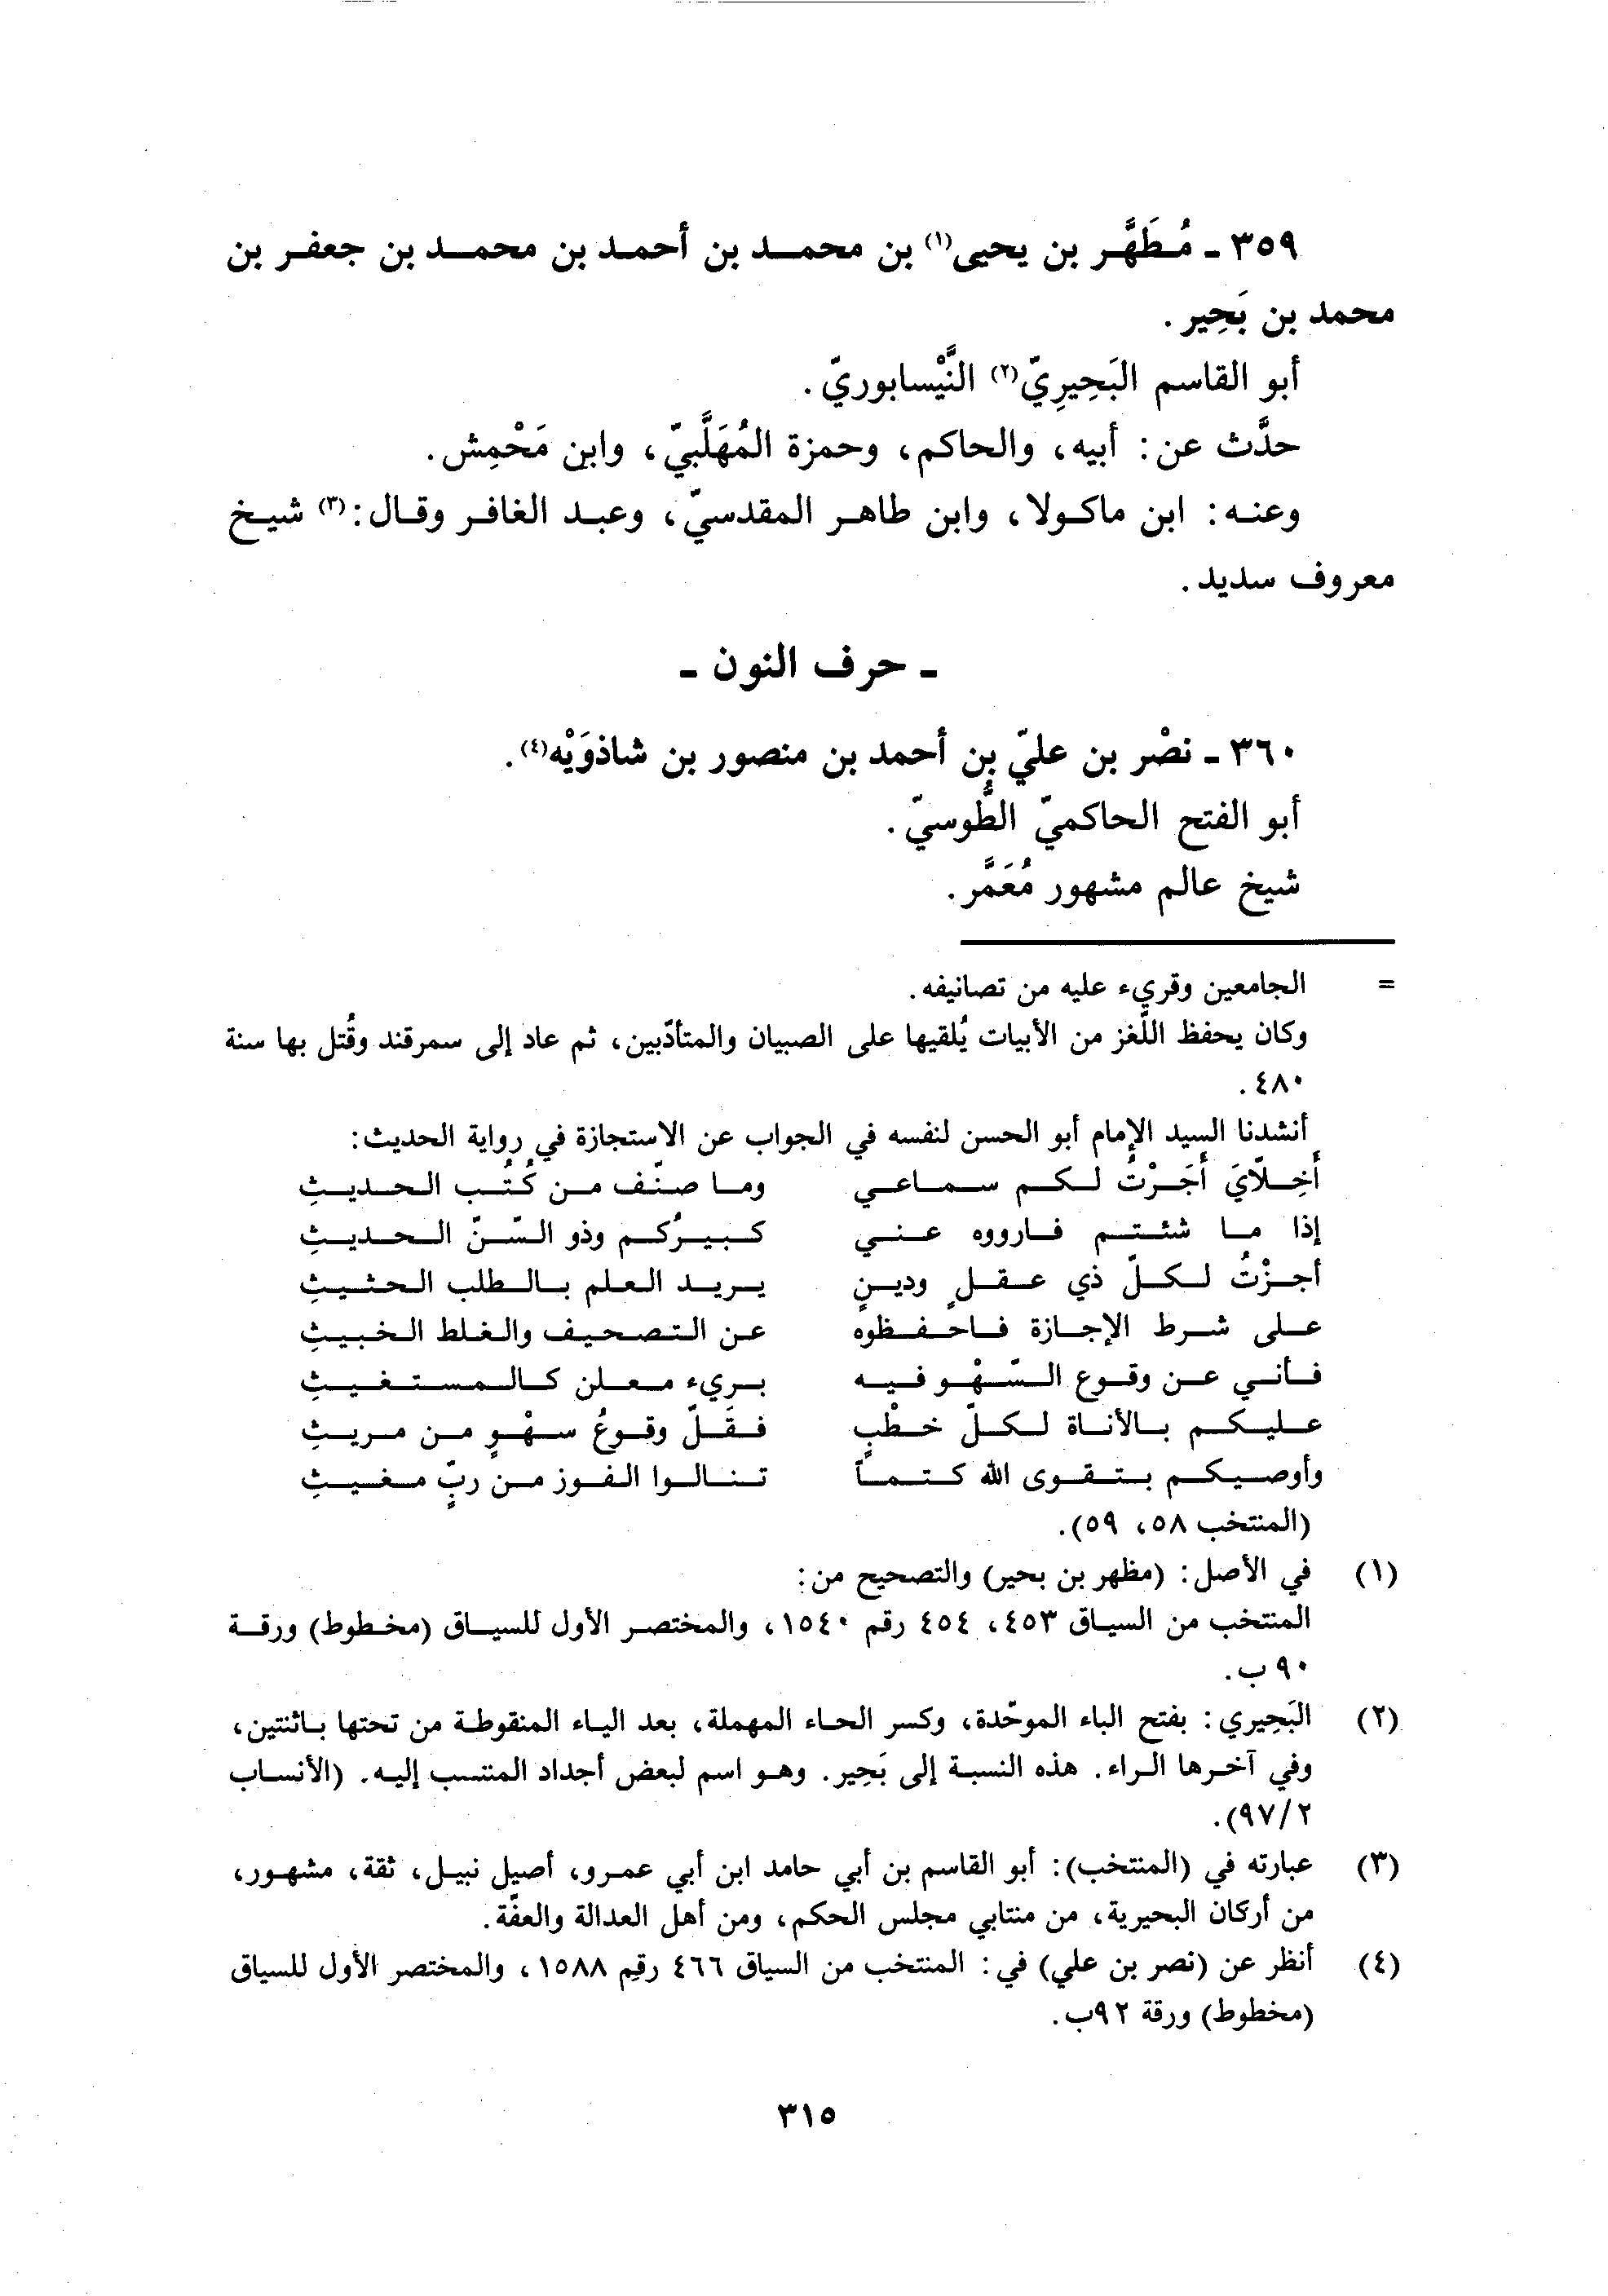 ٣٥٩ ـ مُطَهَّر بن يحيى(١) بن محمد بن أحمد بن محمد بن جعفر بن
محمد بن بَحِير.
أبو القاسم البَحِيرِيّ(٢) النَّيْسابوريّ.
حدَّث عن: أبيه، والحاكم، وحمزة المُهَلَّبيّ، وابن مَحْمِش.
وعنه: ابن ماكولا، وابن طاهر المقدسيّ، وعبد الغافر وقال:(٣) شيخ
معروف سديد.
ـ حرف النون ـ
٣٦٠ ـ نصْر بن عليّ بن أحمد بن منصور بن شاذوَيْه(٤).
أبو الفتح الحاكميّ الطُّوسيّ.
شيخ عالم مشهور مُعَمَّر.
= الجامعين وقريء عليه من تصانيفه.
وكان يحفظ اللّغز من الأبيات يُلقيها على الصبيان والمتأدّبين، ثم عاد إلى سمرقند وقُتل بها سنة
٤٨٠.
أنشدنا السيد الإمام أبو الحسن لنفسه في الجواب عن الاستجازة في رواية الحديث:
أَخِلّايَ أَجَرْتُ لكم سماعي وما صنّف من كُتُب الحديثِ
إذا ما شئتم فارووه عني كبيرُكم وذو السّنّ الحديثِ
أجزْتُ لكلّ ذي عقلٍ ودينٍ يريد العلم بالطلب الحثيثِ
على شرط الإجازة فاحفظوه عن التصحيف والغلط الخبيثِ
فأني عن وقوع السّهْو فيه بريء معلن كالمستغيثِ
عليكم بالأناة لكلّ خطْبٍ فقَلّ وقوعُ سهْوٍ من مريثِ
وأوصيكم بتقوى الله كتماً تنالوا الفوز من ربٍّ مغيثِ
(المنتخب ٥٨، ٥٩).
(١) في الأصل: (مظهر بن بحير) والتصحيح من:
المنتخب من السياق ٤٥٣، ٤٥٤ رقم ١٥٤٠، والمختصر الأول للسياق (مخطوط) ورقة
٩٠ ب.
(٢) البَحِيري: بفتح الباء الموحّدة، وكسر الحاء المهملة، بعد الياء المنقوطة من تحتها باثنتين،
وفي آخرها الراء. هذه النسبة إلى بَحِير. وهو اسم لبعض أجداد المنتسب إليه. (الأنساب
٩٧/٢).
(٣) عبارته في (المنتخب): أبو القاسم بن أبي حامد ابن أبي عمرو، أصيل نبيل، ثقة، مشهور،
من أركان البحيرية، من منتابي مجلس الحكم، ومن أهل العدالة والعفّة.
(٤) أنظر عن (نصر بن علي) في: المنتخب من السياق ٤٦٦ رقم ١٥٨٨، والمختصر الأول للسياق
(مخطوط) ورقة ٩٢ب.
٣١٥